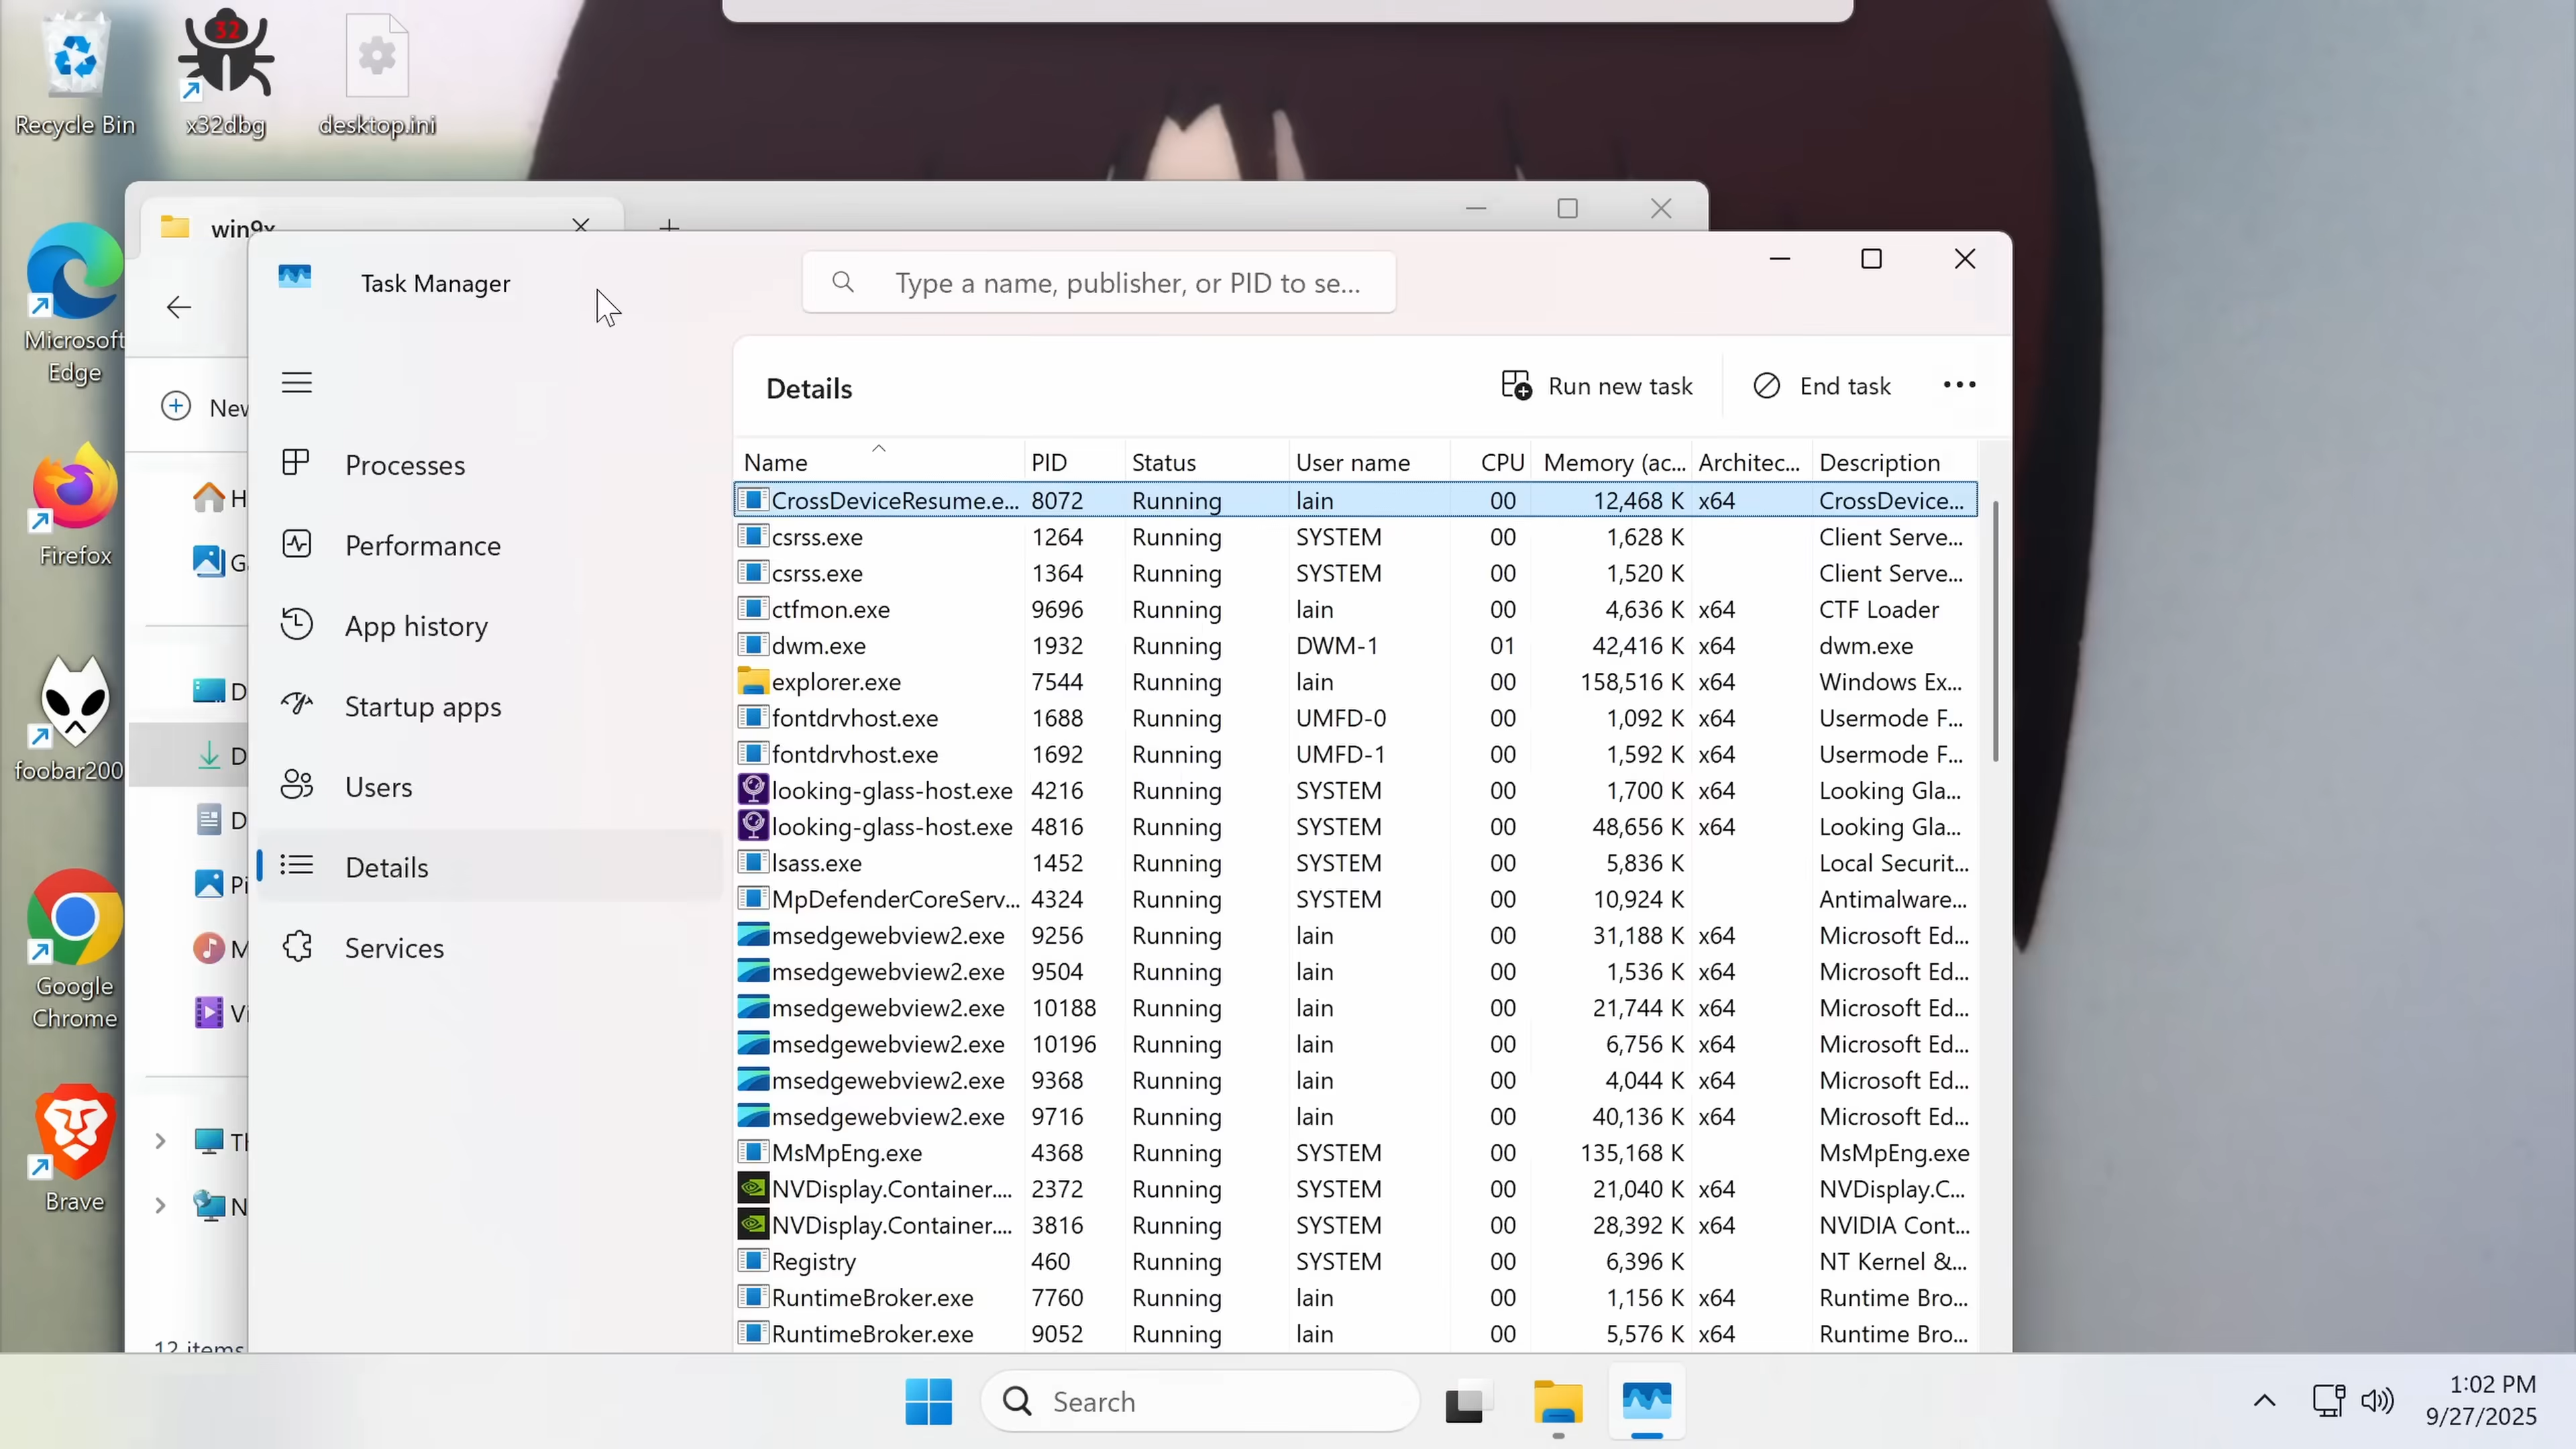 Recycle Bin
32
x32dbg
desktop.ini
Microsoft
Edge
Firefox
foobar200
Google
Chrome
Brave
win9x
New
H
Ga
D
D
D
Pi
M
Vi
Th
N
12 items
Task Manager
Type a name, publisher, or PID to se...
Processes
Performance
App history
Startup apps
Users
Details
Services
Details
Run new task
End task
Name PID Status User name CPU Memory (ac... Architec... Description
CrossDeviceResume.e... 8072 Running lain 00 12,468 K x64 CrossDevice...
csrss.exe 1264 Running SYSTEM 00 1,628 K Client Serve...
csrss.exe 1364 Running SYSTEM 00 1,520 K Client Serve...
ctfmon.exe 9696 Running lain 00 4,636 K x64 CTF Loader
dwm.exe 1932 Running DWM-1 01 42,416 K x64 dwm.exe
explorer.exe 7544 Running lain 00 158,516 K x64 Windows Ex...
fontdrvhost.exe 1688 Running UMFD-0 00 1,092 K x64 Usermode F...
fontdrvhost.exe 1692 Running UMFD-1 00 1,592 K x64 Usermode F...
looking-glass-host.exe 4216 Running SYSTEM 00 1,700 K x64 Looking Gla...
looking-glass-host.exe 4816 Running SYSTEM 00 48,656 K x64 Looking Gla...
lsass.exe 1452 Running SYSTEM 00 5,836 K Local Securit...
MpDefenderCoreServ... 4324 Running SYSTEM 00 10,924 K Antimalware...
msedgewebview2.exe 9256 Running lain 00 31,188 K x64 Microsoft Ed...
msedgewebview2.exe 9504 Running lain 00 1,536 K x64 Microsoft Ed...
msedgewebview2.exe 10188 Running lain 00 21,744 K x64 Microsoft Ed...
msedgewebview2.exe 10196 Running lain 00 6,756 K x64 Microsoft Ed...
msedgewebview2.exe 9368 Running lain 00 4,044 K x64 Microsoft Ed...
msedgewebview2.exe 9716 Running lain 00 40,136 K x64 Microsoft Ed...
MsMpEng.exe 4368 Running SYSTEM 00 135,168 K MsMpEng.exe
NVDisplay.Container.... 2372 Running SYSTEM 00 21,040 K x64 NVDisplay.C...
NVDisplay.Container.... 3816 Running SYSTEM 00 28,392 K x64 NVIDIA Cont...
Registry 460 Running SYSTEM 00 6,396 K NT Kernel &...
RuntimeBroker.exe 7760 Running lain 00 1,156 K x64 Runtime Bro...
RuntimeBroker.exe 9052 Running lain 00 5,576 K x64 Runtime Bro...
Search
1:02 PM
9/27/2025